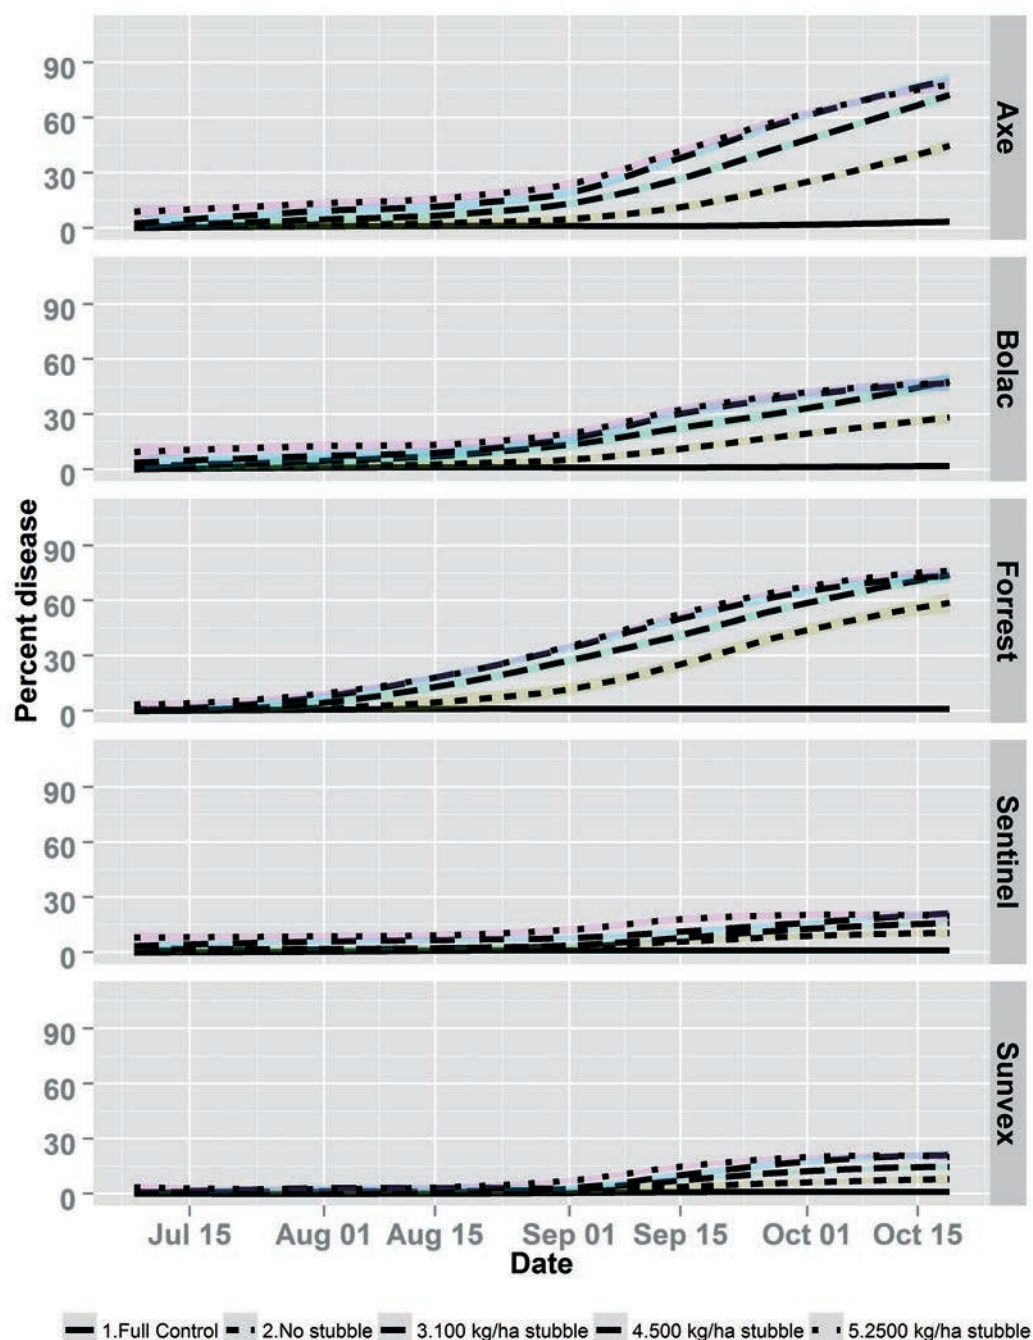 90
60
30
0
Axe
90
60
30
0
Bolac
90
60
30
0
Forrest
90
60
30
0
Sentinel
90
60
30
0
Sunvex
Percent disease
Jul 15 Aug 01 Aug 15 Sep 01 Sep 15 Oct 01 Oct 15
Date
1.Full Control 2.No stubble 3.100 kg/ha stubble 4.500 kg/ha stubble 5.2500 kg/ha stubble